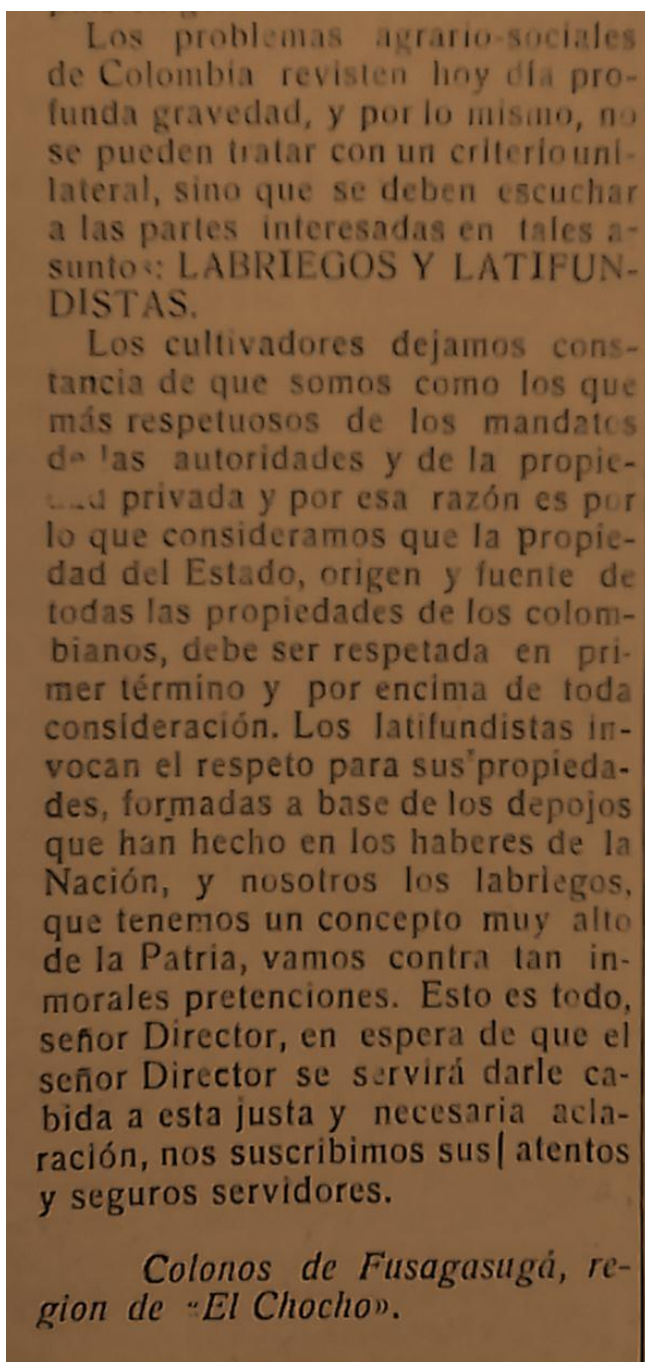 Los problemas agrario-sociales
de Colombia revisten hoy día pro-
funda gravedad, y por lo mismo, no
se pueden tratar con un criterio uni-
lateral, sino que se deben escuchar
a las partes interesadas en tales a-
suntos: LABRIEGOS Y LATIFUN-
DISTAS.
Los cultivadores dejamos cons-
tancia de que somos como los que
más respetuosos de los mandatos
de las autoridades y de la propie-
dad privada y por esa razón es por
lo que consideramos que la propie-
dad del Estado, origen y fuente de
todas las propiedades de los colom-
bianos, debe ser respetada en pri-
mer término y por encima de toda
consideración. Los latifundistas in-
vocan el respeto para sus propieda-
des, formadas a base de los depojos
que han hecho en los haberes de la
Nación, y nosotros los labriegos,
que tenemos un concepto muy alto
de la Patria, vamos contra tan in-
morales pretenciones. Esto es todo,
señor Director, en espera de que el
señor Director se servirá darle ca-
bida a esta justa y necesaria acla-
ración, nos suscribimos sus atentos
y seguros servidores.
Colonos de Fusagasugá, re-
gion de «El Chocho».